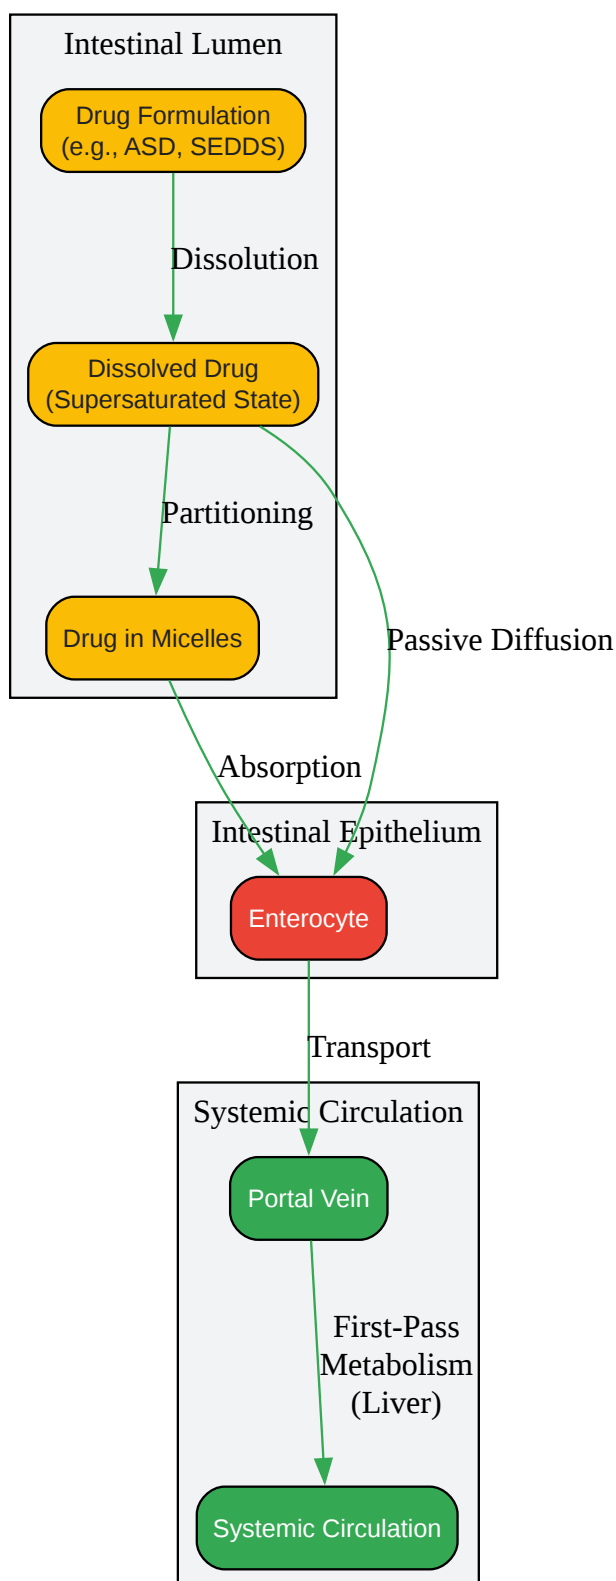 Intestinal Lumen
Drug Formulation
(e.g., ASD, SEDDS)
Dissolution
Dissolved Drug
(Supersaturated State)
Partitioning
Drug in Micelles
Passive Diffusion
Absorption
Intestinal Epithelium
Enterocyte
Transport
Systemic Circulation
Portal Vein
First-Pass
Metabolism
(Liver)
Systemic Circulation